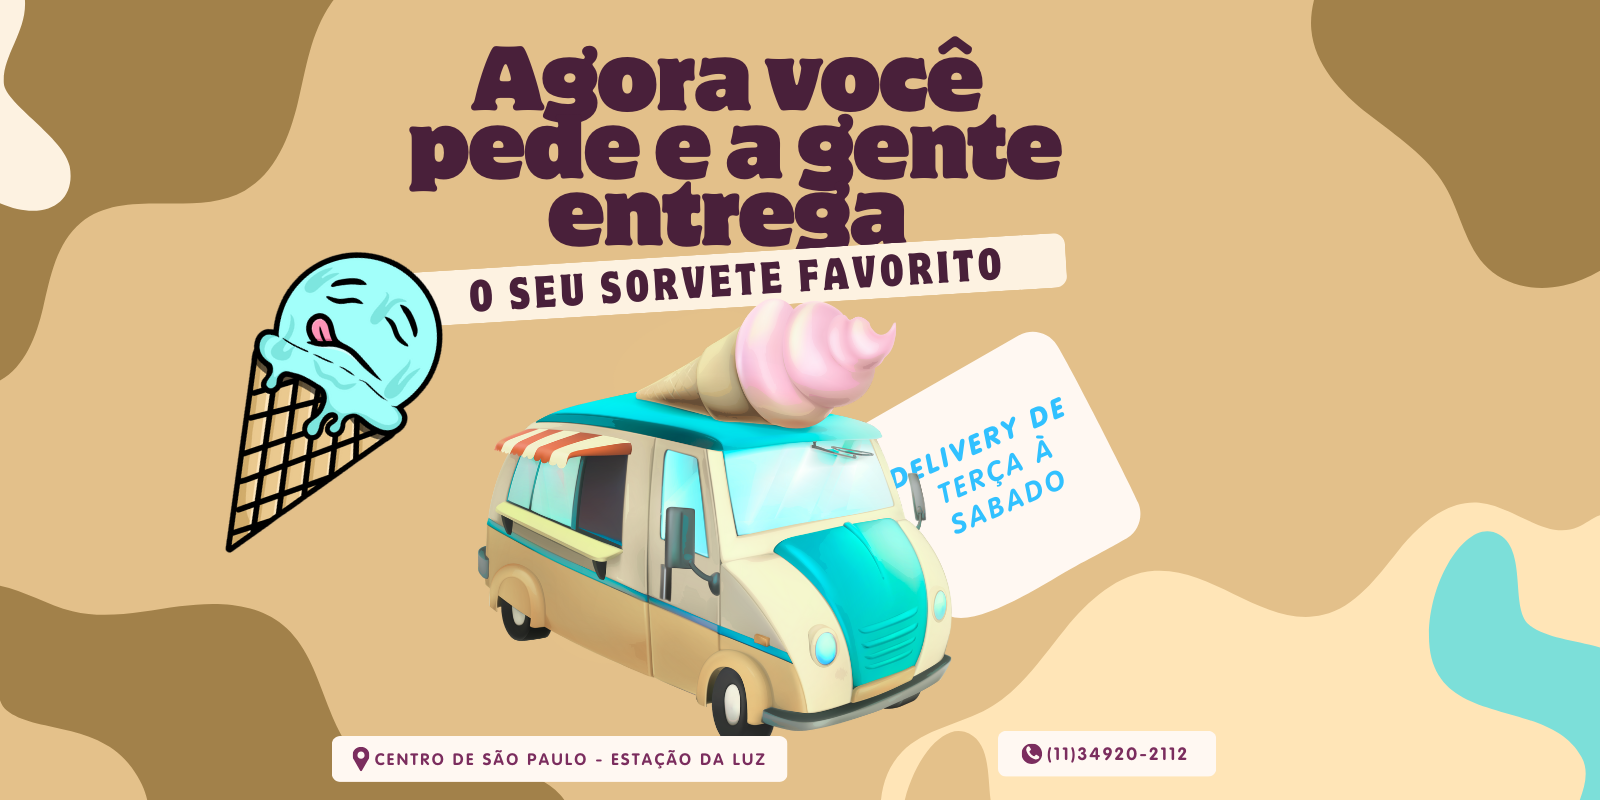 Agora você
pede e a gente
entrega
O SEU SORVETE FAVORITO
DELIVERY DE
TERÇA À
SABADO
CENTRO DE SÃO PAULO - ESTAÇÃO DA LUZ
(11)34920-2112